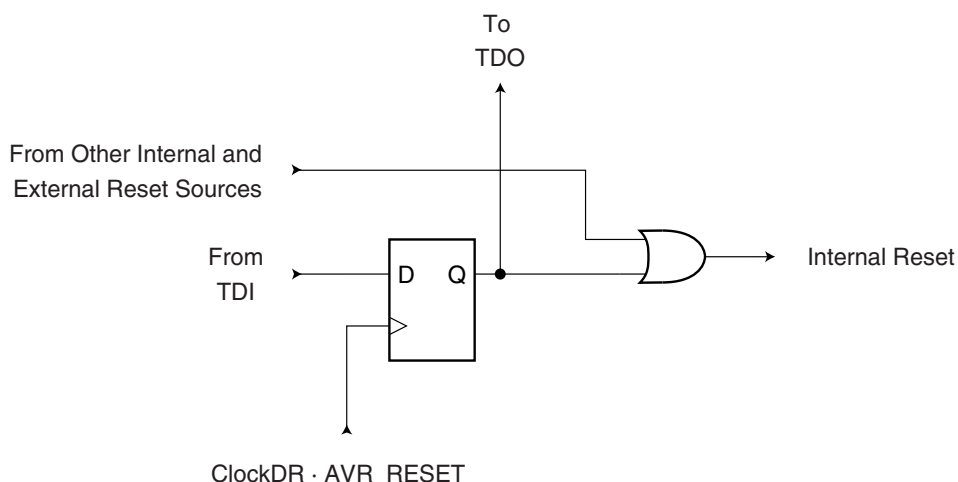 To
TDO
From Other Internal and
External Reset Sources
From
TDI
D
Q
Internal Reset
ClockDR · AVR_RESET